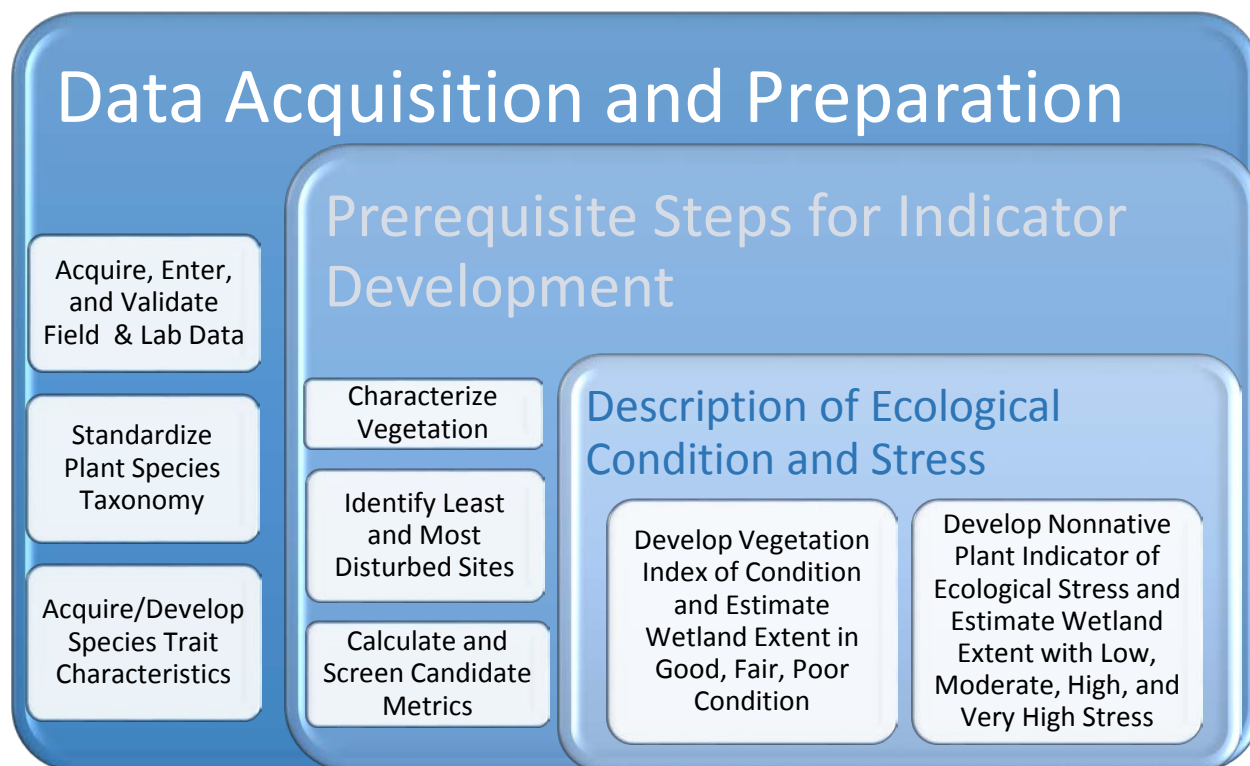 Data Acquisition and Preparation
Acquire, Enter,
and Validate
Field & Lab Data
Standardize
Plant Species
Taxonomy
Acquire/Develop
Species Trait
Characteristics
Prerequisite Steps for Indicator
Development
Characterize
Vegetation
Identify Least
and Most
Disturbed Sites
Calculate and
Screen Candidate
Metrics
Description of Ecological
Condition and Stress
Develop Vegetation
Index of Condition
and Estimate
Wetland Extent in
Good, Fair, Poor
Condition
Develop Nonnative
Plant Indicator of
Ecological Stress and
Estimate Wetland
Extent with Low,
Moderate, High, and
Very High Stress